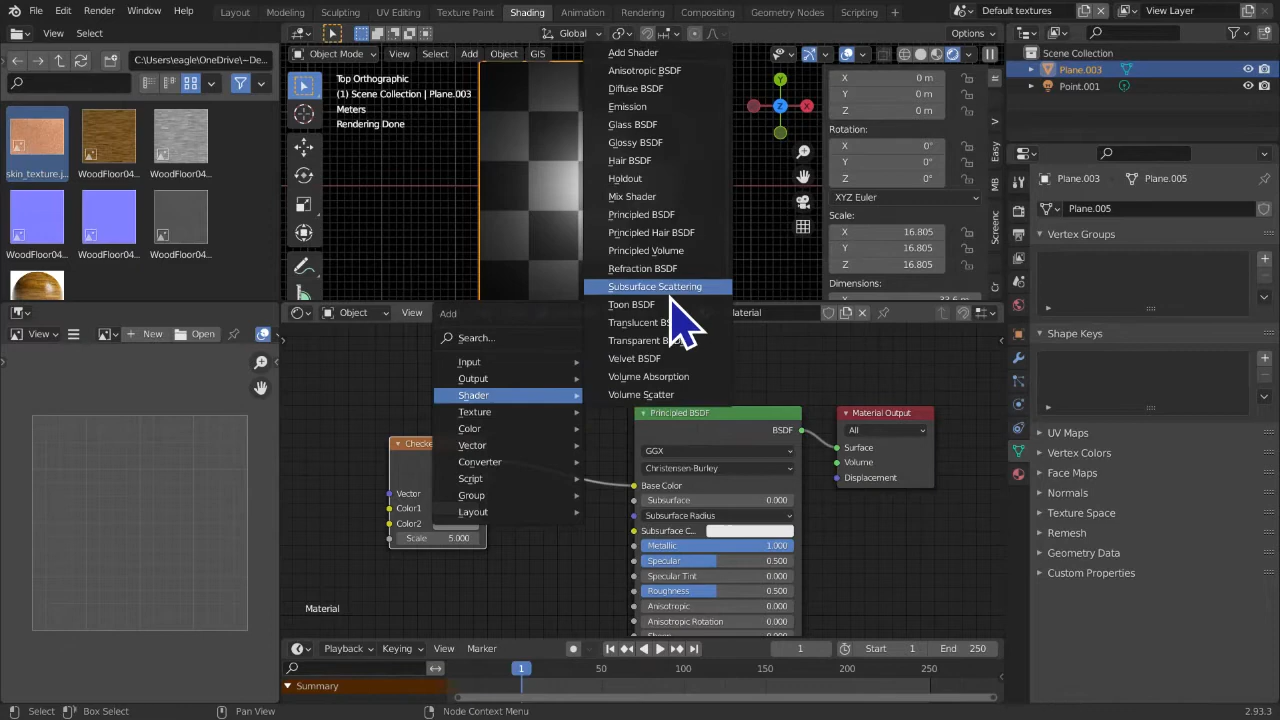 File Edit Render Window Help Layout Modeling Sculpting UV Editing Texture Paint Shading Animation Rendering Compositing Geometry Nodes Scripting + Default textures View Layer
View Select
Global
Object Mode View Select Add Object GIS
C:\Users\eagle\OneDrive\~De...
skin_texture.j...
WoodFloor04...
WoodFloor04...
WoodFloor04...
WoodFloor04...
WoodFloor04...
Top Orthographic
(1) Scene Collection | Plane.003
Meters
Rendering Done
Y
Z
X
X 0 m
Y 0 m
Z 0 m
Rotation:
X 0°
Y 0°
Z 0°
XYZ Euler
Scale:
X 16.805
Y 16.805
Z 16.805
Dimensions:
V
Easy
MB
Screenc
Scene Collection
Plane.003
Point.001
Plane.003 Plane.005
Plane.005
Vertex Groups
Shape Keys
UV Maps
Vertex Colors
Face Maps
Normals
Texture Space
Remesh
Geometry Data
Custom Properties
Add Shader
Anisotropic BSDF
Diffuse BSDF
Emission
Glass BSDF
Glossy BSDF
Hair BSDF
Holdout
Mix Shader
Principled BSDF
Principled Hair BSDF
Principled Volume
Refraction BSDF
Subsurface Scattering
Toon BSDF
Translucent
Transparent
Velvet BSDF
Volume Absorption
Volume Scatter
View New Open
Object View
Material
Add
Search...
Input
Output
Shader
Texture
Color
Vector
Converter
Script
Group
Layout
Checke
Vector
Color1
Color2
Scale 5.000
Principled BSDF
BSDF
GGX
Christensen-Burley
Base Color
Subsurface 0.000
Subsurface Radius
Subsurface C...
Metallic 1.000
Specular 0.500
Specular Tint 0.000
Roughness 0.500
Anisotropic 0.000
Anisotropic Rotation 0.000
Material Output
All
Surface
Volume
Displacement
Material
Playback Keying View Marker 1 Start 1 End 250
1 50 100 150 200 250
Summary
Select Box Select Pan View Node Context Menu 2.93.3